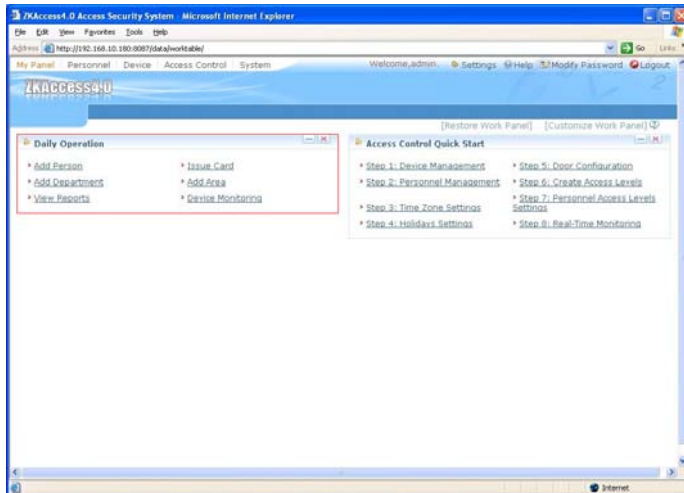 ZKAccess4.0 Access Security System - Microsoft Internet Explorer
File Edit View Favorites Tools Help
Address http://192.168.10.180:8087/data/worktable/ Go Links
My Panel Personnel Device Access Control System Welcome,admin. Settings Help Modify Password Logout
ZKAccess4.0
[Restore Work Panel] [Customize Work Panel]
Daily Operation
Add Person Issue Card
Add Department Add Area
View Reports Device Monitoring
Access Control Quick Start
Step 1: Device Management Step 5: Door Configuration
Step 2: Personnel Management Step 6: Create Access Levels
Step 3: Time Zone Settings Step 7: Personnel Access Levels Settings
Step 4: Holidays Settings Step 8: Real-Time Monitoring
Internet